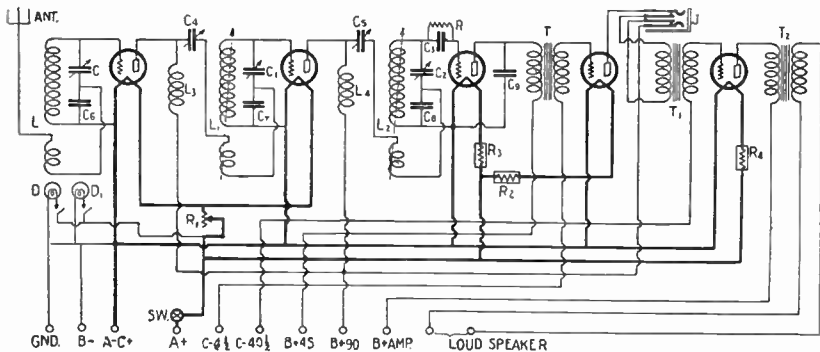 ANT.
C4
C5
R
C3
T
J
T2
C
C1
C2
L3
L4
C9
C6
C7
C8
T1
L
L1
L2
R3
R4
R2
D
D1
R1
SW.
GND.
B-
A-C+
A+
C-4½
C-40½
B+45
B+90
B+AMP.
LOUD SPEAKER